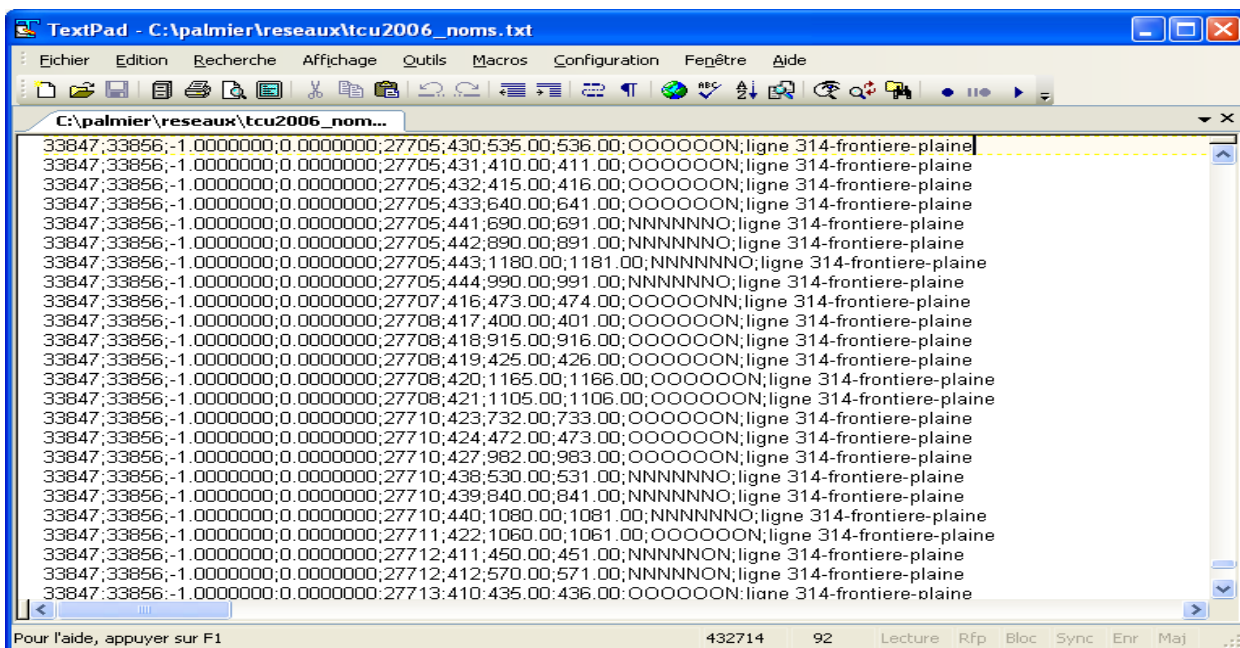 TextPad - C:\palmier\reseaux\tcu2006_noms.txt
Fichier Edition Recherche Affichage Outils Macros Configuration Fenêtre Aide
C:\palmier\reseaux\tcu2006_nom...
33847;33856;-1.0000000;0.0000000;27705;430;535.00;536.00;OOOOOON;ligne 314-frontiere-plaine
33847;33856;-1.0000000;0.0000000;27705;431;410.00;411.00;OOOOOON;ligne 314-frontiere-plaine
33847;33856;-1.0000000;0.0000000;27705;432;415.00;416.00;OOOOOON;ligne 314-frontiere-plaine
33847;33856;-1.0000000;0.0000000;27705;433;640.00;641.00;OOOOOON;ligne 314-frontiere-plaine
33847;33856;-1.0000000;0.0000000;27705;441;690.00;691.00;NNNNNNO;ligne 314-frontiere-plaine
33847;33856;-1.0000000;0.0000000;27705;442;890.00;891.00;NNNNNNO;ligne 314-frontiere-plaine
33847;33856;-1.0000000;0.0000000;27705;443;1180.00;1181.00;NNNNNNO;ligne 314-frontiere-plaine
33847;33856;-1.0000000;0.0000000;27705;444;990.00;991.00;NNNNNNO;ligne 314-frontiere-plaine
33847;33856;-1.0000000;0.0000000;27707;416;473.00;474.00;OOOOONN;ligne 314-frontiere-plaine
33847;33856;-1.0000000;0.0000000;27708;417;400.00;401.00;OOOOOON;ligne 314-frontiere-plaine
33847;33856;-1.0000000;0.0000000;27708;418;915.00;916.00;OOOOOON;ligne 314-frontiere-plaine
33847;33856;-1.0000000;0.0000000;27708;419;425.00;426.00;OOOOOON;ligne 314-frontiere-plaine
33847;33856;-1.0000000;0.0000000;27708;420;1165.00;1166.00;OOOOOON;ligne 314-frontiere-plaine
33847;33856;-1.0000000;0.0000000;27708;421;1105.00;1106.00;OOOOOON;ligne 314-frontiere-plaine
33847;33856;-1.0000000;0.0000000;27710;423;732.00;733.00;OOOOOON;ligne 314-frontiere-plaine
33847;33856;-1.0000000;0.0000000;27710;424;472.00;473.00;OOOOOON;ligne 314-frontiere-plaine
33847;33856;-1.0000000;0.0000000;27710;427;982.00;983.00;OOOOOON;ligne 314-frontiere-plaine
33847;33856;-1.0000000;0.0000000;27710;438;530.00;531.00;NNNNNNO;ligne 314-frontiere-plaine
33847;33856;-1.0000000;0.0000000;27710;439;840.00;841.00;NNNNNNO;ligne 314-frontiere-plaine
33847;33856;-1.0000000;0.0000000;27710;440;1080.00;1081.00;NNNNNNO;ligne 314-frontiere-plaine
33847;33856;-1.0000000;0.0000000;27711;422;1060.00;1061.00;OOOOOON;ligne 314-frontiere-plaine
33847;33856;-1.0000000;0.0000000;27712;411;450.00;451.00;NNNNNON;ligne 314-frontiere-plaine
33847;33856;-1.0000000;0.0000000;27712;412;570.00;571.00;NNNNNON;ligne 314-frontiere-plaine
33847;33856;-1.0000000;0.0000000;27713;410;435.00;436.00;OOOOOON;ligne 314-frontiere-plaine
Pour l'aide, appuyer sur F1 432714 92 Lecture Rfp Bloc Sync Enr Maj